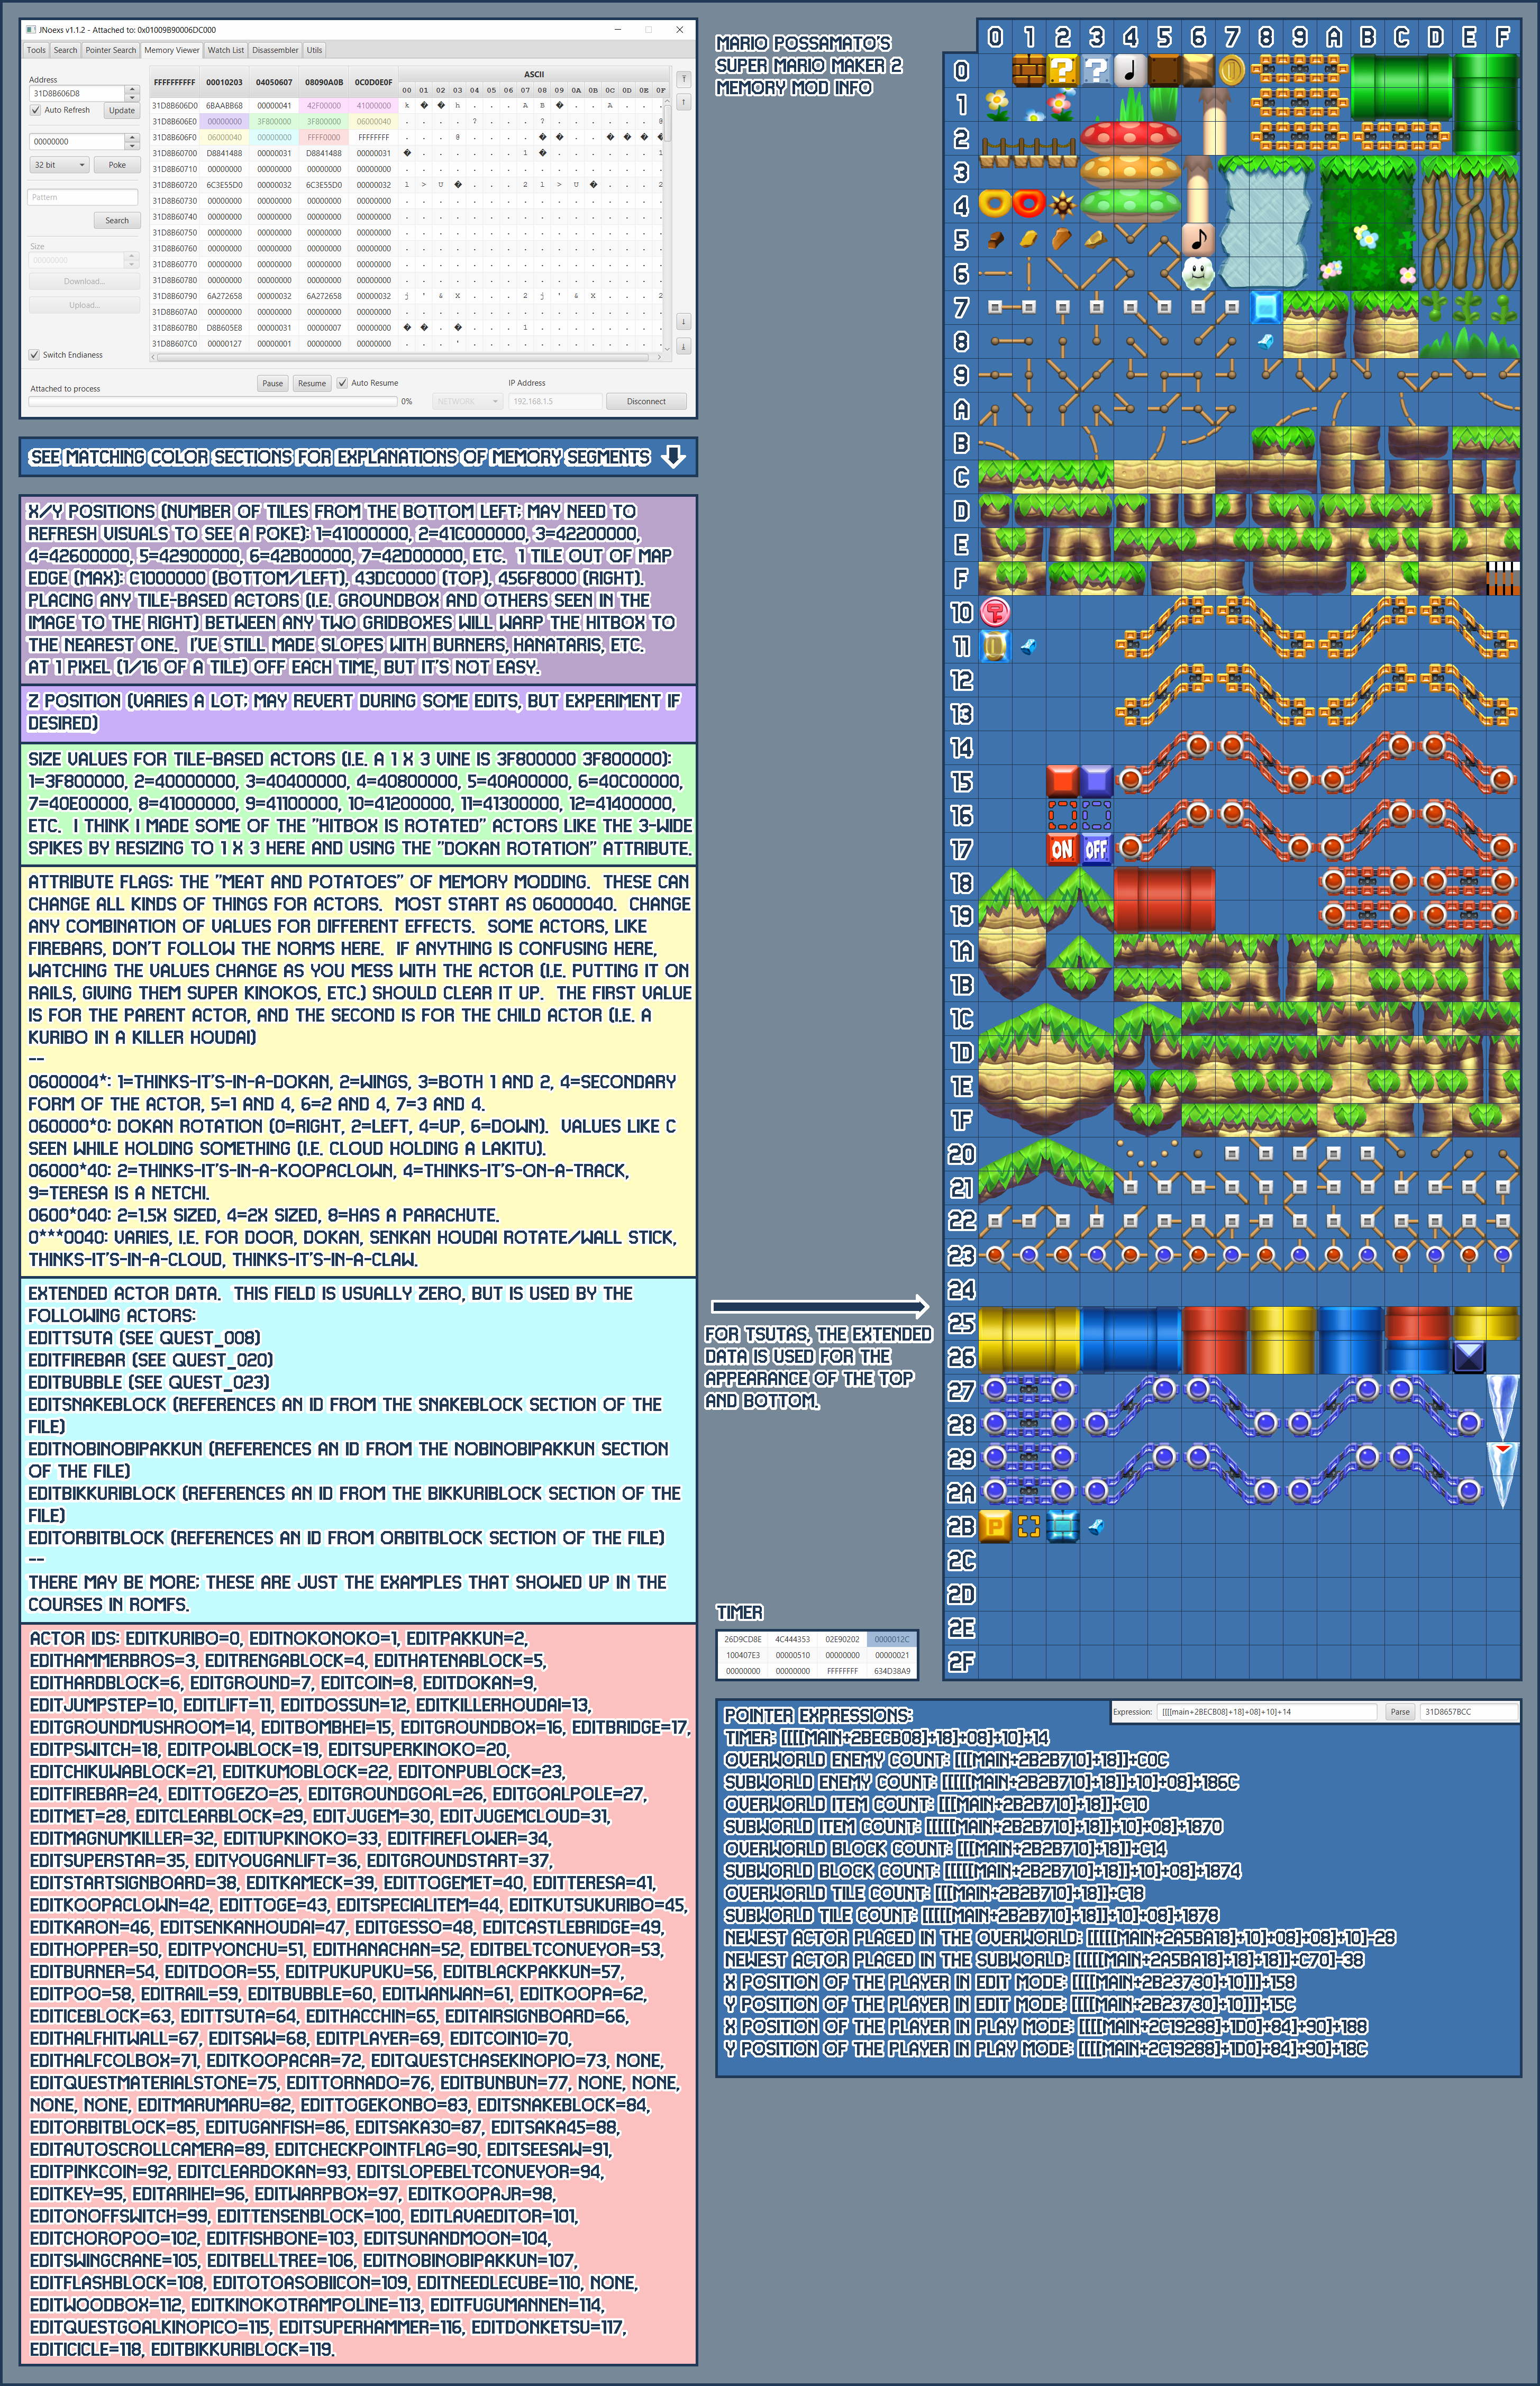 JNoexs v1.1.2 - Attached to: 0x01009B90006DC000
Tools Search Pointer Search Memory Viewer Watch List Disassembler Utils
Address
31D8B606D8
Auto Refresh Update
00000000
32 bit Poke
Pattern
Search
Size
00000000
Download...
Upload...
Switch Endianess
FFFFFFFFFF 00010203 04050607 08090A0B 0C0D0E0F ASCII
00 01 02 03 04 05 06 07 08 09 0A 0B 0C 0D 0E 0F
31D8B606D0 6BAABB68 00000041 42F00000 41000000
31D8B606E0 00000000 3F800000 3F800000 06000040
31D8B606F0 06000040 00000000 FFFF0000 FFFFFFFF
31D8B60700 D8841488 00000031 D8841488 00000031
31D8B60710 00000000 00000000 00000000 00000000
31D8B60720 6C3E55D0 00000032 6C3E55D0 00000032
31D8B60730 00000000 00000000 00000000 00000000
31D8B60740 00000000 00000000 00000000 00000000
31D8B60750 00000000 00000000 00000000 00000000
31D8B60760 00000000 00000000 00000000 00000000
31D8B60770 00000000 00000000 00000000 00000000
31D8B60780 00000000 00000000 00000000 00000000
31D8B60790 6A272658 00000032 6A272658 00000032
31D8B607A0 00000000 00000000 00000000 00000000
31D8B607B0 D8B605E8 00000031 00000007 00000000
31D8B607C0 00000127 00000001 00000000 00000000
Attached to process
Pause Resume Auto Resume
0%
NETWORK
IP Address
192.168.1.5
Disconnect
SEE MATCHING COLOR SECTIONS FOR EXPLANATIONS OF MEMORY SEGMENTS
X/Y POSITIONS (NUMBER OF TILES FROM THE BOTTOM LEFT; MAY NEED TO
REFRESH VISUALS TO SEE A POKE): 1=41000000, 2=41C00000, 3=42200000,
4=42600000, 5=42900000, 6=42B00000, 7=42D00000, ETC. 1 TILE OUT OF MAP
EDGE (MAX): C1000000 (BOTTOM/LEFT), 43DC0000 (TOP), 456F8000 (RIGHT).
PLACING ANY TILE-BASED ACTORS (I.E. GROUNDBOX AND OTHERS SEEN IN THE
IMAGE TO THE RIGHT) BETWEEN ANY TWO GRIDBOXES WILL WARP THE HITBOX TO
THE NEAREST ONE. I'VE STILL MADE SLOPES WITH BURNERS, HANATARIS, ETC.
AT 1 PIXEL (1/16 OF A TILE) OFF EACH TIME, BUT IT'S NOT EASY.
Z POSITION (VARIES A LOT; MAY REVERT DURING SOME EDITS, BUT EXPERIMENT IF
DESIRED)
SIZE VALUES FOR TILE-BASED ACTORS (I.E. A 1 X 3 VINE IS 3F800000 3F800000):
1=3F800000, 2=40000000, 3=40400000, 4=40800000, 5=40A00000, 6=40C00000,
7=40E00000, 8=41000000, 9=41100000, 10=41200000, 11=41300000, 12=41400000,
ETC. I THINK I MADE SOME OF THE "HITBOX IS ROTATED" ACTORS LIKE THE 3-WIDE
SPIKES BY RESIZING TO 1 X 3 HERE AND USING THE "DOKAN ROTATION" ATTRIBUTE.
ATTRIBUTE FLAGS: THE "MEAT AND POTATOES" OF MEMORY MODDING. THESE CAN
CHANGE ALL KINDS OF THINGS FOR ACTORS. MOST START AS 06000040. CHANGE
ANY COMBINATION OF VALUES FOR DIFFERENT EFFECTS. SOME ACTORS, LIKE
FIREBARS, DON'T FOLLOW THE NORMS HERE. IF ANYTHING IS CONFUSING HERE,
WATCHING THE VALUES CHANGE AS YOU MESS WITH THE ACTOR (I.E. PUTTING IT ON
RAILS, GIVING THEM SUPER KINOKOS, ETC.) SHOULD CLEAR IT UP. THE FIRST VALUE
IS FOR THE PARENT ACTOR, AND THE SECOND IS FOR THE CHILD ACTOR (I.E. A
KURIBO IN A KILLER HOUDAI)
--
0600004*: 1=THINKS-IT'S-IN-A-DOKAN, 2=WINGS, 3=BOTH 1 AND 2, 4=SECONDARY
FORM OF THE ACTOR, 5=1 AND 4, 6=2 AND 4, 7=3 AND 4.
060000*0: DOKAN ROTATION (0=RIGHT, 2=LEFT, 4=UP, 6=DOWN). VALUES LIKE C
SEEN WHILE HOLDING SOMETHING (I.E. CLOUD HOLDING A LAKITU).
06000*40: 2=THINKS-IT'S-IN-A-KOOPACLOWN, 4=THINKS-IT'S-ON-A-TRACK,
9=TERESA IS A NETCHI.
0600*040: 2=1.5X SIZED, 4=2X SIZED, 8=HAS A PARACHUTE.
0***0040: VARIES, I.E. FOR DOOR, DOKAN, SENKAN HOUDAI ROTATE/WALL STICK,
THINKS-IT'S-IN-A-CLOUD, THINKS-IT'S-IN-A-CLAW.
EXTENDED ACTOR DATA. THIS FIELD IS USUALLY ZERO, BUT IS USED BY THE
FOLLOWING ACTORS:
EDITTSUTA (SEE QUEST_008)
EDITFIREBAR (SEE QUEST_020)
EDITBUBBLE (SEE QUEST_023)
EDITSNAKEBLOCK (REFERENCES AN ID FROM THE SNAKEBLOCK SECTION OF THE
FILE)
EDITNOBINOBIPAKKUN (REFERENCES AN ID FROM THE NOBINOBIPAKKUN SECTION
OF THE FILE)
EDITBIKKURIBLOCK (REFERENCES AN ID FROM THE BIKKURIBLOCK SECTION OF THE
FILE)
EDITORBITBLOCK (REFERENCES AN ID FROM ORBITBLOCK SECTION OF THE FILE)
--
THERE MAY BE MORE; THESE ARE JUST THE EXAMPLES THAT SHOWED UP IN THE
COURSES IN ROMFS.
ACTOR IDS: EDITKURIBO=0, EDITNOKONOKO=1, EDITPAKKUN=2,
EDITHAMMERBROS=3, EDITRENGABLOCK=4, EDITHATENABLOCK=5,
EDITHARDBLOCK=6, EDITGROUND=7, EDITCOIN=8, EDITDOKAN=9,
EDITJUMPSTEP=10, EDITLIFT=11, EDITDOSSUN=12, EDITKILLERHOUDAI=13,
EDITGROUNDMUSHROOM=14, EDITBOMBHEI=15, EDITGROUNDBOX=16, EDITBRIDGE=17,
EDITPSWITCH=18, EDITPOWBLOCK=19, EDITSUPERKINOKO=20,
EDITCHIKUWABLOCK=21, EDITKUMOBLOCK=22, EDITONPUBLOCK=23,
EDITFIREBAR=24, EDITTOGEZO=25, EDITGROUNDGOAL=26, EDITGOALPOLE=27,
EDITMET=28, EDITCLEARBLOCK=29, EDITJUGEM=30, EDITJUGEMCLOUD=31,
EDITMAGNUMKILLER=32, EDIT1UPKINOKO=33, EDITFIREFLOWER=34,
EDITSUPERSTAR=35, EDITYOUGANLIFT=36, EDITGROUNDSTART=37,
EDITSTARTSIGNBOARD=38, EDITKAMECK=39, EDITTOGEMET=40, EDITTERESA=41,
EDITKOOPACLOWN=42, EDITTOGE=43, EDITSPECIALITEM=44, EDITKUTSUKURIBO=45,
EDITKARON=46, EDITSENKANHOUDAI=47, EDITGESSO=48, EDITCASTLEBRIDGE=49,
EDITHOPPER=50, EDITPYONCHU=51, EDITHANACHAN=52, EDITBELTCONVEYOR=53,
EDITBURNER=54, EDITDOOR=55, EDITPUKUPUKU=56, EDITBLACKPAKKUN=57,
EDITPOO=58, EDITRAIL=59, EDITBUBBLE=60, EDITWANWAN=61, EDITKOOPA=62,
EDITICEBLOCK=63, EDITTSUTA=64, EDITHACCHIN=65, EDITAIRSIGNBOARD=66,
EDITHALFHITWALL=67, EDITSAW=68, EDITPLAYER=69, EDITCOIN10=70,
EDITHALFCOLBOX=71, EDITKOOPACAR=72, EDITQUESTCHASEKINOPIO=73, NONE,
EDITQUESTMATERIALSTONE=75, EDITTORNADO=76, EDITBUNBUN=77, NONE, NONE,
NONE, NONE, EDITMARUMARU=82, EDITTOGEKONBO=83, EDITSNAKEBLOCK=84,
EDITORBITBLOCK=85, EDITUGANFISH=86, EDITSAKA30=87, EDITSAKA45=88,
EDITAUTOSCROLLCAMERA=89, EDITCHECKPOINTFLAG=90, EDITSEESAW=91,
EDITPINKCOIN=92, EDITCLEARDOKAN=93, EDITSLOPEBELTCONVEYOR=94,
EDITKEY=95, EDITARIHEI=96, EDITWARPBOX=97, EDITKOOPAJR=98,
EDITONOFFSWITCH=99, EDITTENSENBLOCK=100, EDITLAVAEDITOR=101,
EDITCHOROPOO=102, EDITFISHBONE=103, EDITSUNANDMOON=104,
EDITSWINGCRANE=105, EDITBELLTREE=106, EDITNOBINOBIPAKKUN=107,
EDITFLASHBLOCK=108, EDITOTOASOBIICON=109, EDITNEEDLECUBE=110, NONE,
EDITWOODBOX=112, EDITKINOKOTRAMPOLINE=113, EDITFUGUMANNEN=114,
EDITQUESTGOALKINOPICO=115, EDITSUPERHAMMER=116, EDITDONKETSU=117,
EDITICICLE=118, EDITBIKKURIBLOCK=119.
MARIO POSSAMATO'S
SUPER MARIO MAKER 2
MEMORY MOD INFO
FOR TSUTAS, THE EXTENDED
DATA IS USED FOR THE
APPEARANCE OF THE TOP
AND BOTTOM.
0 1 2 3 4 5 6 7 8 9 A B C D E F
0
1
2
3
4
5
6
7
8
9
A
B
C
D
E
F
10
11
12
13
14
15
16
17 ON OFF
18
19
1A
1B
1C
1D
1E
1F
20
21
22
23
24
25
26
27
28
29
2A
2B P
2C
2D
2E
2F
TIMER
26D9CD8E 4C444353 02E90202 0000012C
100407E3 00000510 00000000 00000021
00000000 00000000 FFFFFFFF 634D38A9
Expression: [[[[main+2BECB08]+18]+08]+10]+14 Parse 31D8657BCC
POINTER EXPRESSIONS:
TIMER: [[[[MAIN+2BECB08]+18]+08]+10]+14
OVERWORLD ENEMY COUNT: [[[MAIN+2B2B710]+18]]+C0C
SUBWORLD ENEMY COUNT: [[[[[MAIN+2B2B710]+18]]+10]+08]+186C
OVERWORLD ITEM COUNT: [[[MAIN+2B2B710]+18]]+C10
SUBWORLD ITEM COUNT: [[[[[MAIN+2B2B710]+18]]+10]+08]+1870
OVERWORLD BLOCK COUNT: [[[MAIN+2B2B710]+18]]+C14
SUBWORLD BLOCK COUNT: [[[[[MAIN+2B2B710]+18]]+10]+08]+1874
OVERWORLD TILE COUNT: [[[MAIN+2B2B710]+18]]+C18
SUBWORLD TILE COUNT: [[[[[MAIN+2B2B710]+18]]+10]+08]+1878
NEWEST ACTOR PLACED IN THE OVERWORLD: [[[[[MAIN+2A5BA18]+10]+08]+08]+10]-28
NEWEST ACTOR PLACED IN THE SUBWORLD: [[[[[MAIN+2A5BA18]+18]+18]]+C70]-38
X POSITION OF THE PLAYER IN EDIT MODE: [[[[MAIN+2B23730]+10]]]+158
Y POSITION OF THE PLAYER IN EDIT MODE: [[[[MAIN+2B23730]+10]]]+15C
X POSITION OF THE PLAYER IN PLAY MODE: [[[[MAIN+2C19288]+1D0]+84]+90]+188
Y POSITION OF THE PLAYER IN PLAY MODE: [[[[MAIN+2C19288]+1D0]+84]+90]+18C